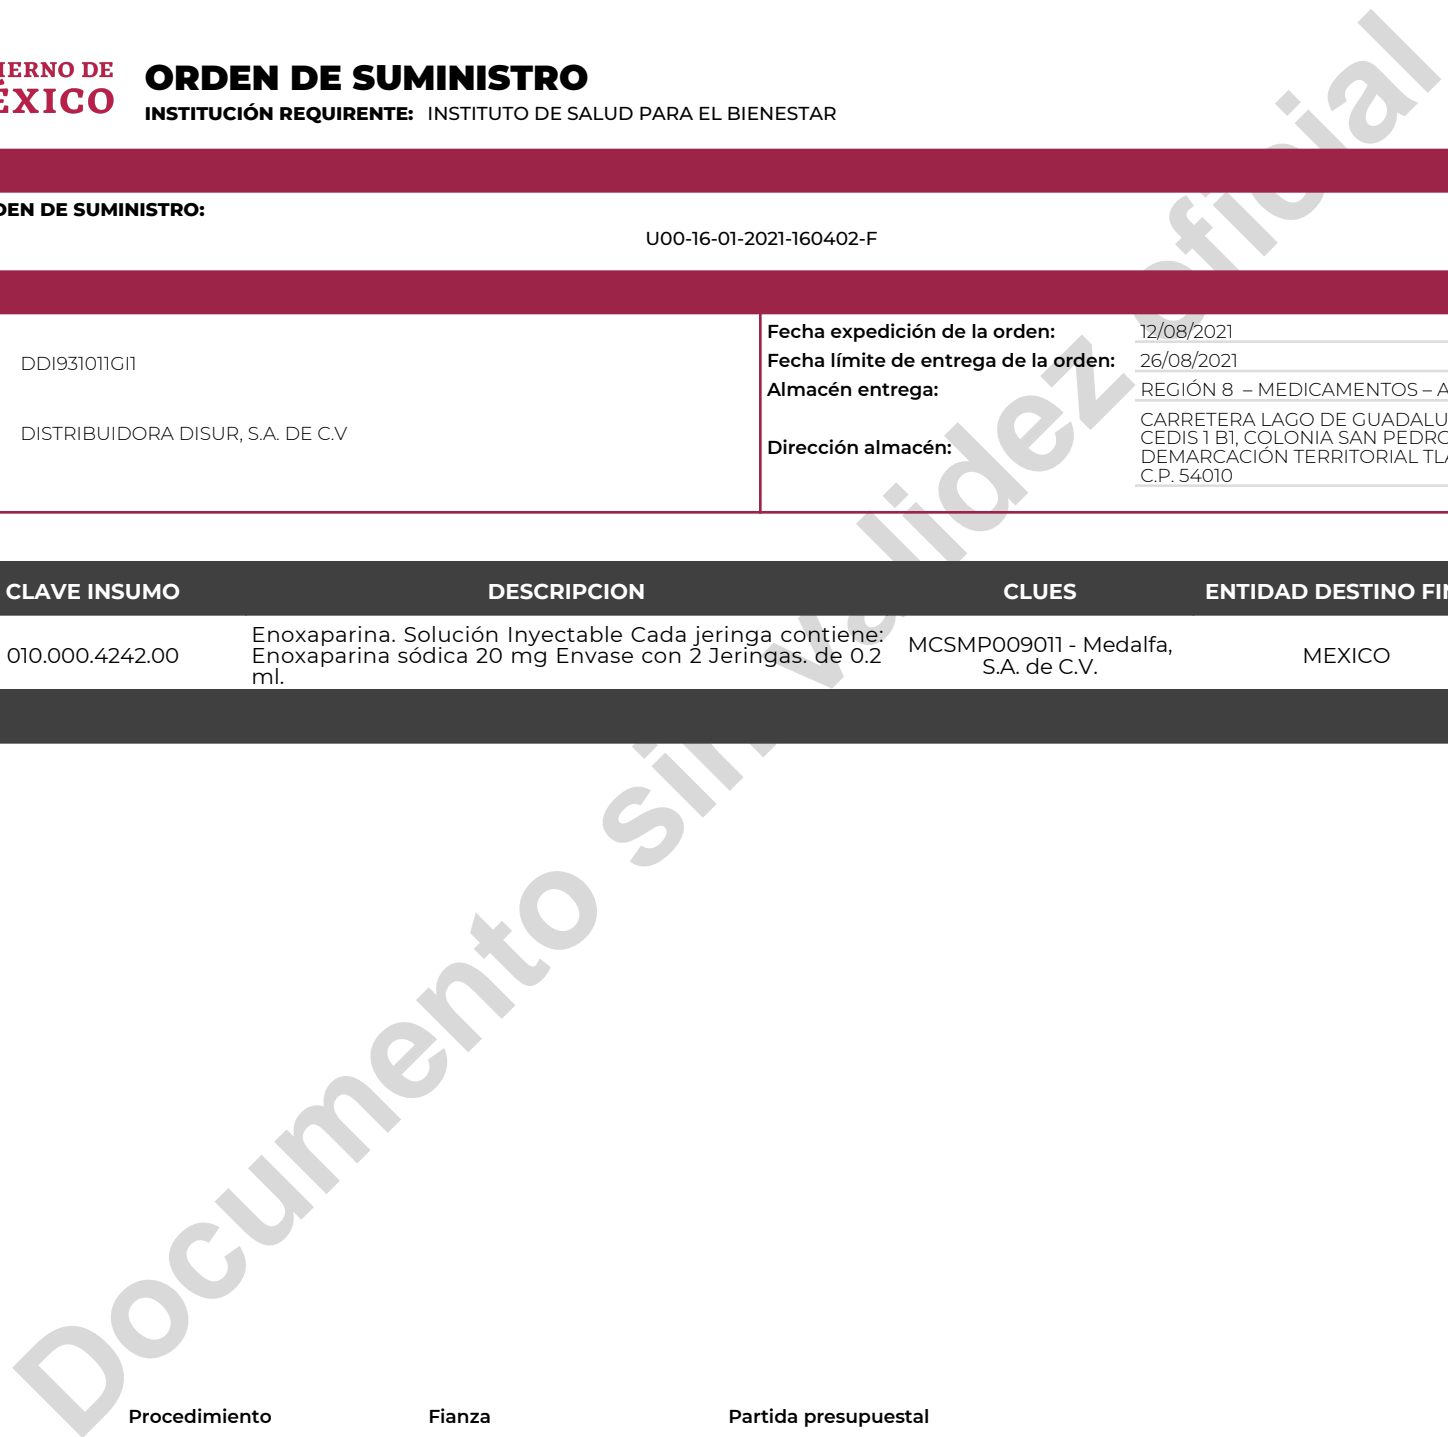 IERNO DE
ÉXICO
ORDEN DE SUMINISTRO
INSTITUCIÓN REQUIRENTE: INSTITUTO DE SALUD PARA EL BIENESTAR
DEN DE SUMINISTRO:
U00-16-01-2021-160402-F
DDI931011GI1
DISTRIBUIDORA DISUR, S.A. DE C.V
Fecha expedición de la orden: 12/08/2021
Fecha límite de entrega de la orden: 26/08/2021
Almacén entrega: REGIÓN 8 – MEDICAMENTOS – A
Dirección almacén:
CARRETERA LAGO DE GUADALU
CEDIS 1 B1, COLONIA SAN PEDRO
DEMARCACIÓN TERRITORIAL TLA
C.P. 54010
CLAVE INSUMO DESCRIPCION CLUES ENTIDAD DESTINO FIN
010.000.4242.00
Enoxaparina. Solución Inyectable Cada jeringa contiene:
Enoxaparina sódica 20 mg Envase con 2 Jeringas. de 0.2
ml.
MCSMP009011 - Medalfa,
S.A. de C.V.
MEXICO
Documento sin validez oficial
Procedimiento Fianza Partida presupuestal